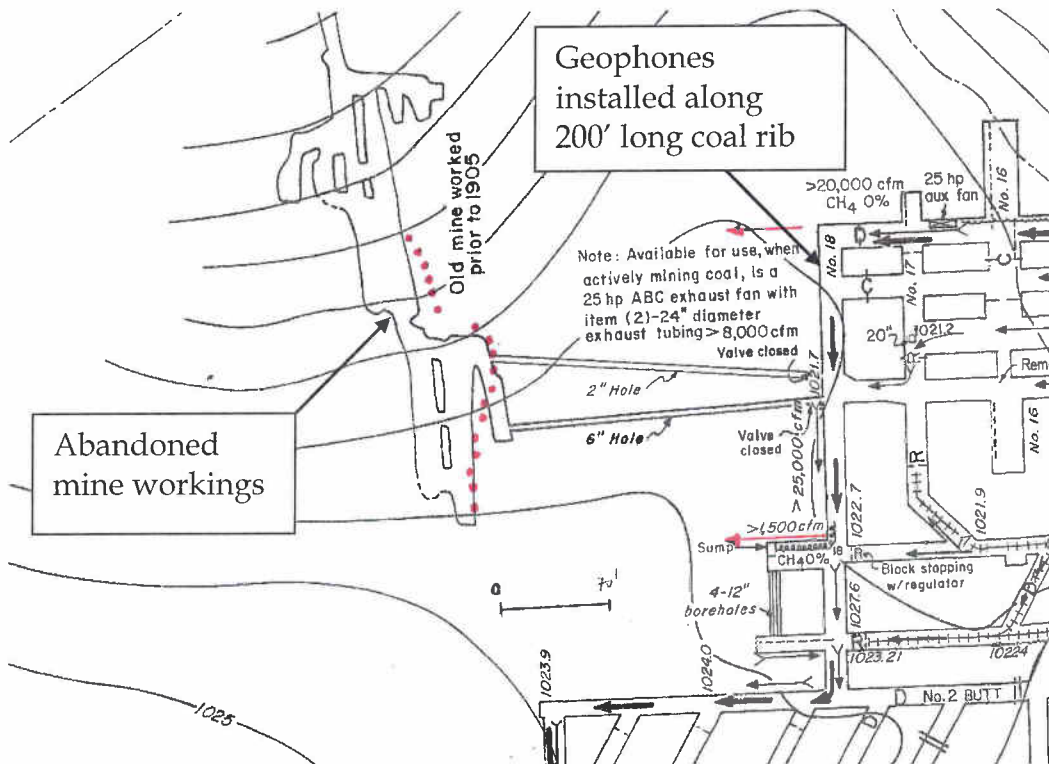 Geophones
installed along
200' long coal rib
Old mine worked
prior to 1905
>20,000 cfm
CH4 0%
25 hp
aux fan
No. 16
No. 18
No. 17
D
C
C
Note: Available for use, when
actively mining coal, is a
25 hp ABC exhaust fan with
item (2)-24" diameter
exhaust tubing > 8,000 cfm
Valve closed
1021.7
20"
1021.2
R
Rem
2" Hole
6" Hole
Valve
closed
> 25,000 cfm
No. 16
R
Abandoned
mine workings
1022.7
1021.9
>1,500 cfm
Sump
CH4 0%
R
Block stopping
w/regulator
0
70'
4-12"
boreholes
1027.6
R
1023.21
1022.4
1023.9
1024.0
No. 2 BUTT
D
D
1025